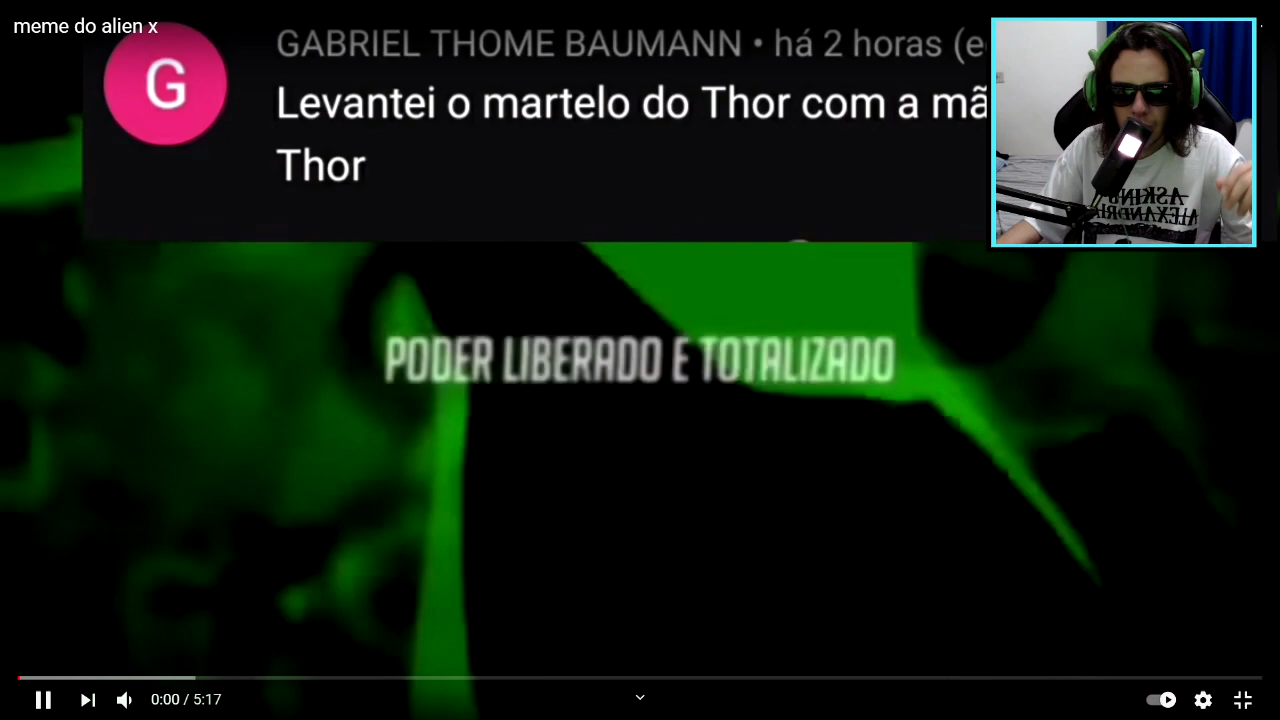 meme do alien x
G
GABRIEL THOME BAUMANN • há 2 horas (e
Levantei o martelo do Thor com a mã
Thor
PODER LIBERADO E TOTALIZADO
0:00 / 5:17